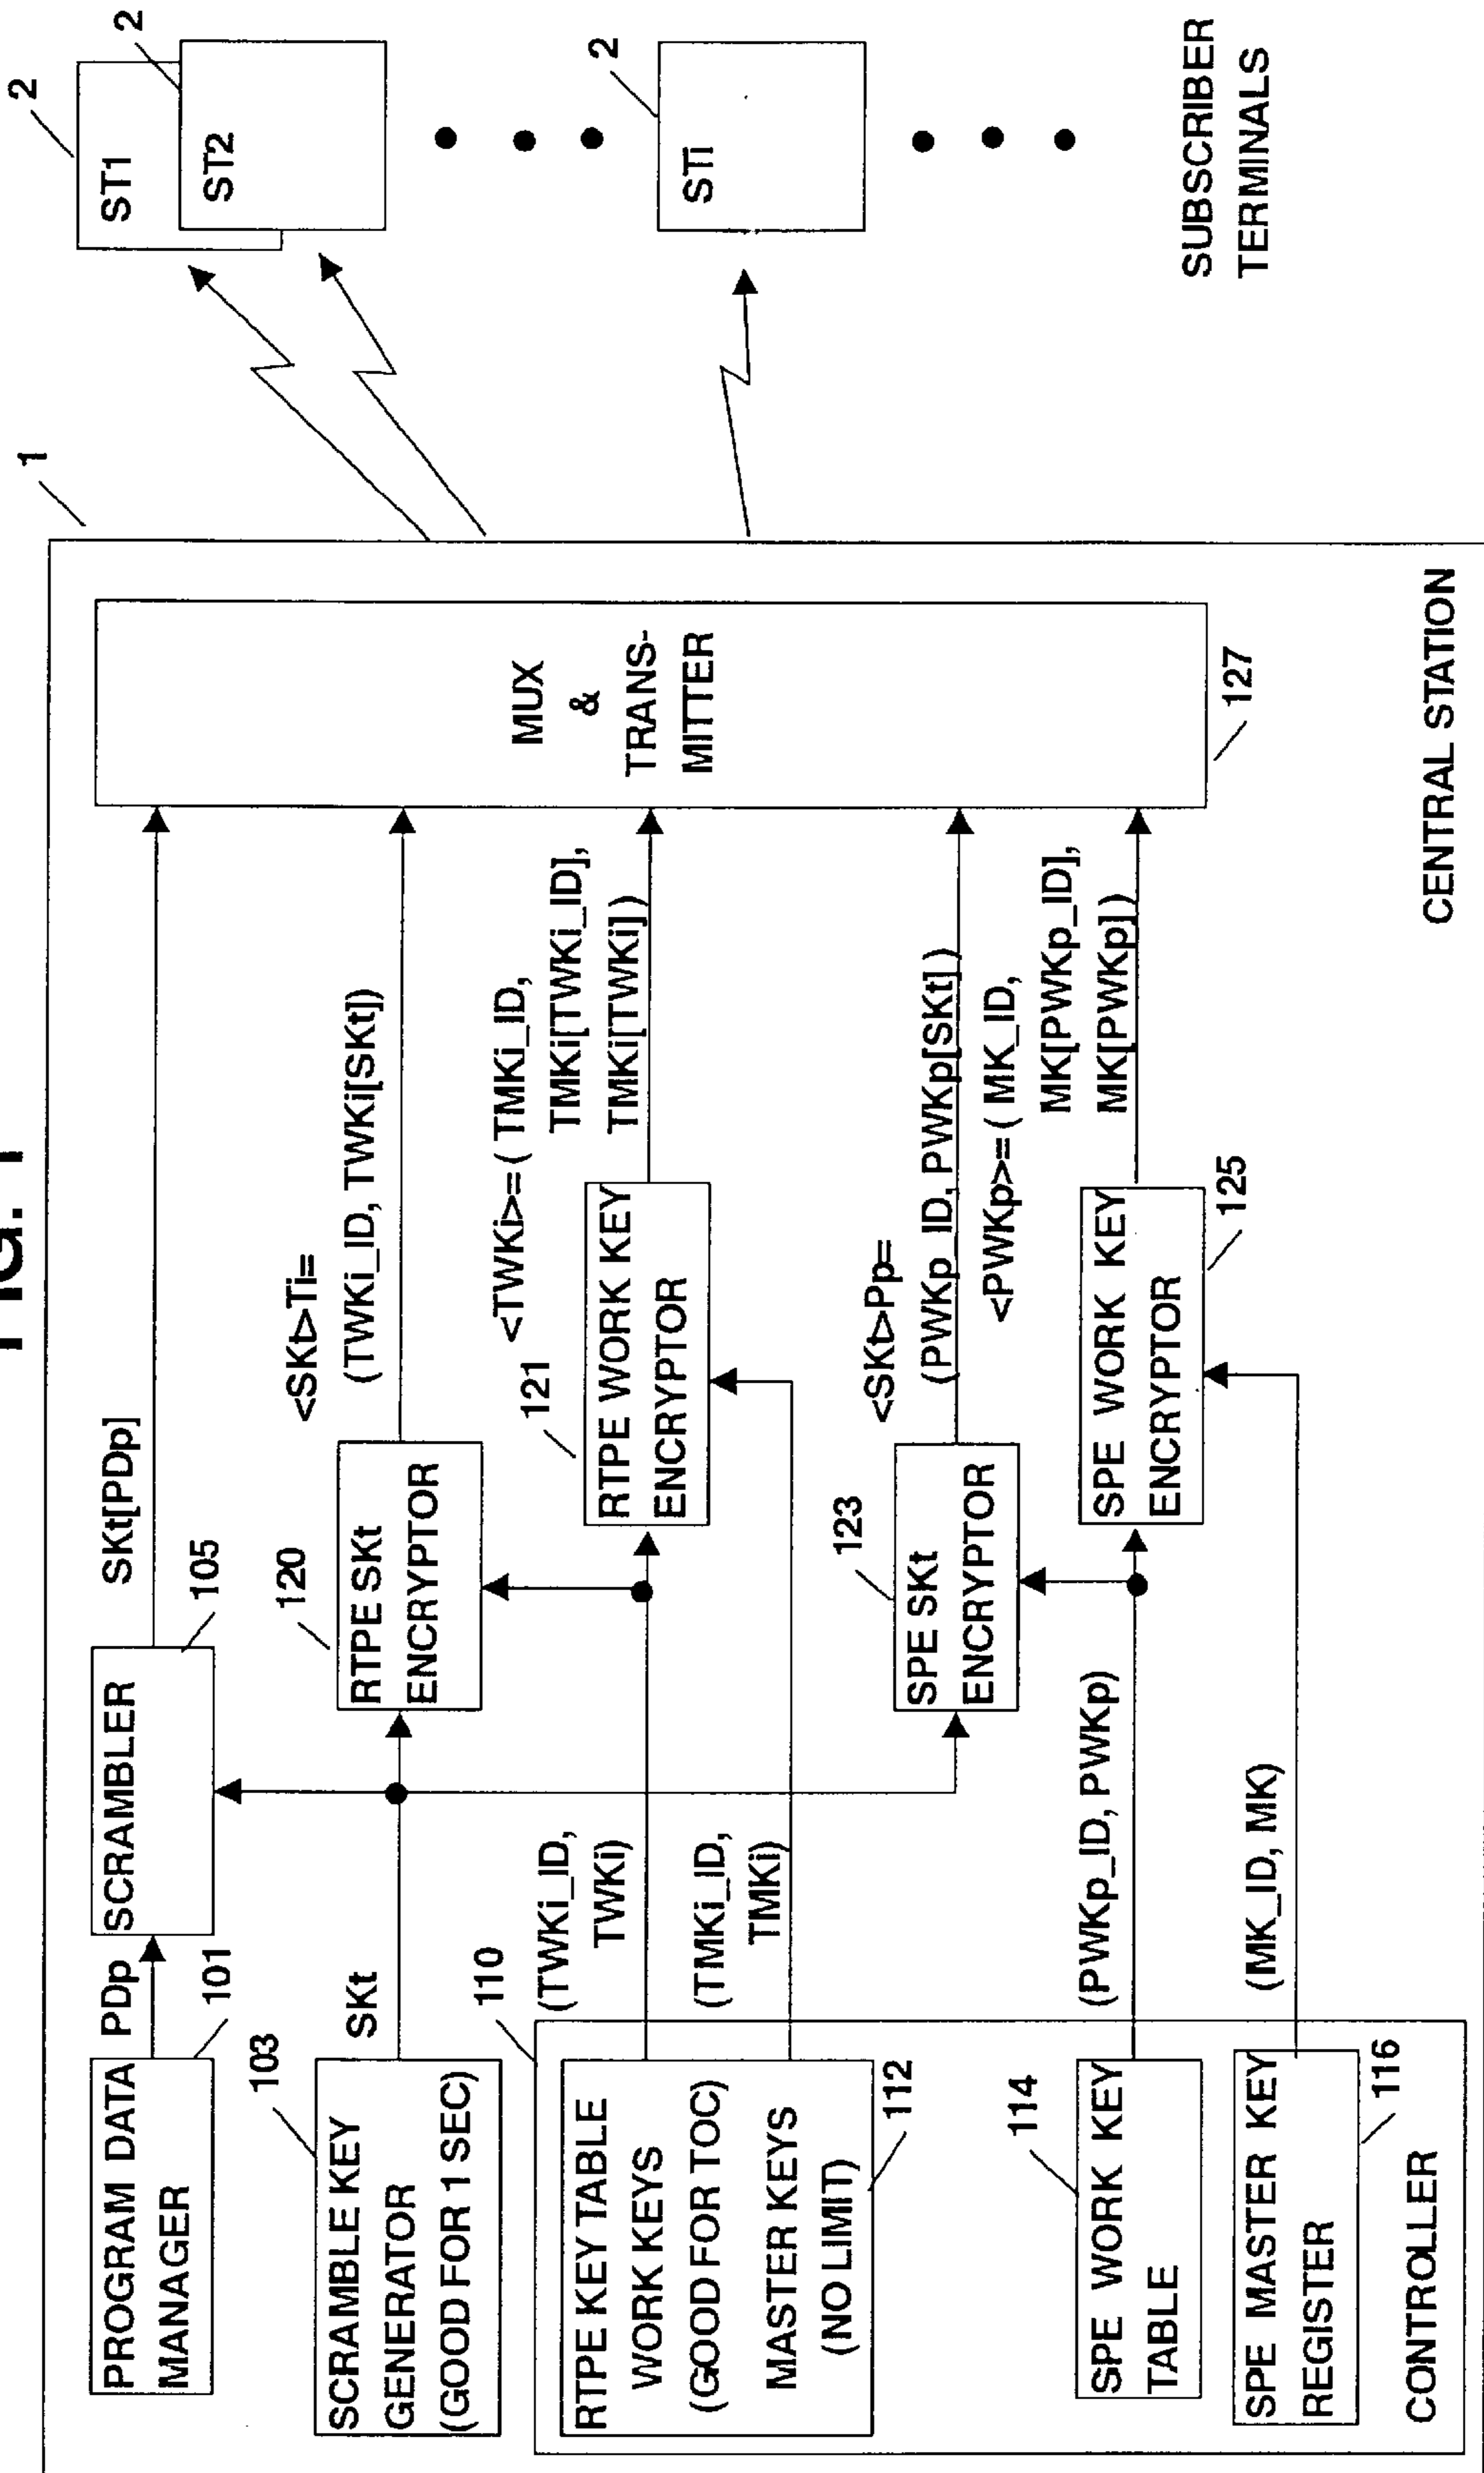 FIG. 1
PROGRAM DATA
MANAGER
101
PDp
SCRAMBLER
105
SKt[PDp]
103
SCRAMBLE KEY
GENERATOR
(GOOD FOR 1 SEC)
SKt
120
RTPE SKt
ENCRYPTOR
<SKt>Ti=
(TWKi_ID, TWKi[SKt])
110
RTPE KEY TABLE
WORK KEYS
(GOOD FOR TOC)
MASTER KEYS
(NO LIMIT)
112
(TWKi_ID,
TWKi)
(TMKi_ID,
TMKi)
121
RTPE WORK KEY
ENCRYPTOR
<TWKi>=( TMKi_ID,
TMKi[TWKi_ID],
TMKi[TWKi] )
123
SPE SKt
ENCRYPTOR
<SKt>Pp=
(PWKp_ID, PWKp[SKt] )
114
SPE WORK KEY
TABLE
(PWKp_ID, PWKp)
SPE WORK KEY
ENCRYPTOR
125
<PWKp>=( MK_ID,
MK[PWKp_ID],
MK[PWKp] )
SPE MASTER KEY
REGISTER
116
(MK_ID, MK)
CONTROLLER
MUX
&
TRANS-
MITTER
127
CENTRAL STATION
1
2
ST1
2
ST2
2
STi
SUBSCRIBER
TERMINALS